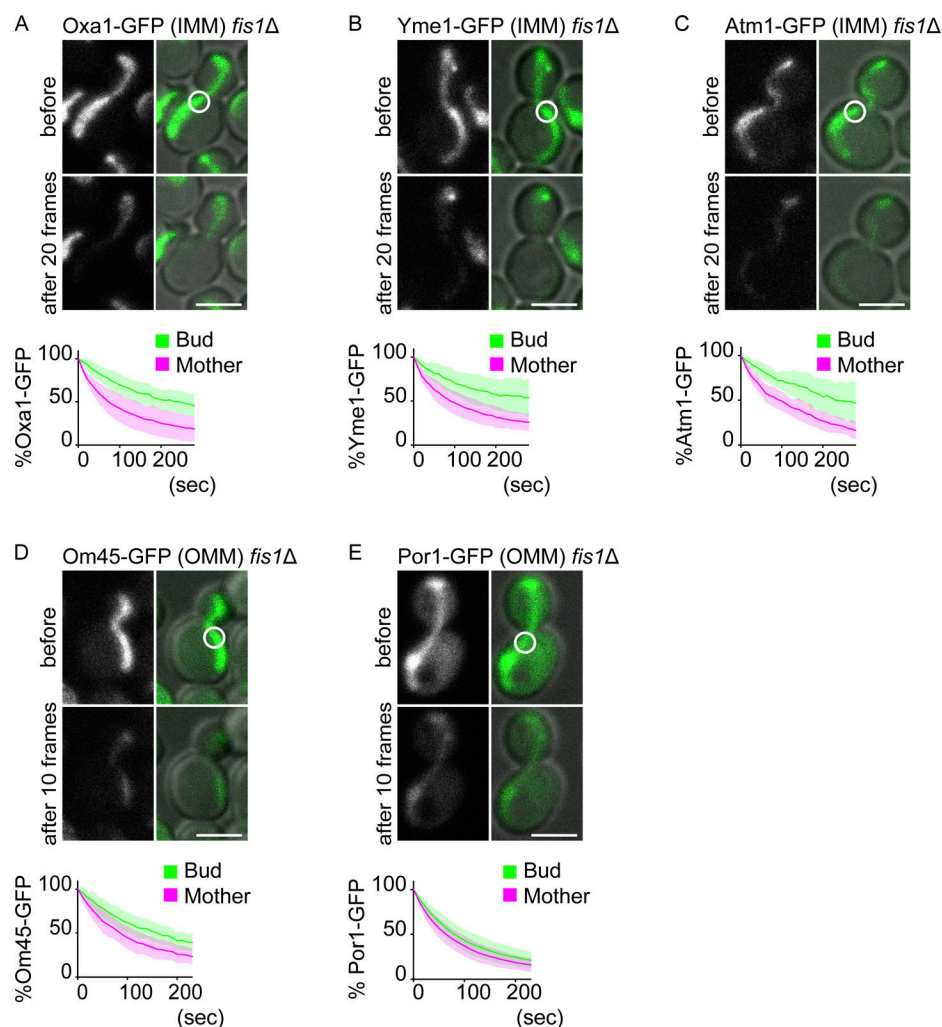 A Oxa1-GFP (IMM) fis1Δ
before
after 20 frames
Bud
Mother
%Oxa1-GFP
100
50
0
0 100 200
(sec)
B Yme1-GFP (IMM) fis1Δ
before
after 20 frames
Bud
Mother
%Yme1-GFP
100
50
0
0 100 200
(sec)
C Atm1-GFP (IMM) fis1Δ
before
after 20 frames
Bud
Mother
%Atm1-GFP
100
50
0
0 100 200
(sec)
D Om45-GFP (OMM) fis1Δ
before
after 10 frames
Bud
Mother
%Om45-GFP
100
50
0
0 100 200
(sec)
E Por1-GFP (OMM) fis1Δ
before
after 10 frames
Bud
Mother
% Por1-GFP
100
50
0
0 100 200
(sec)